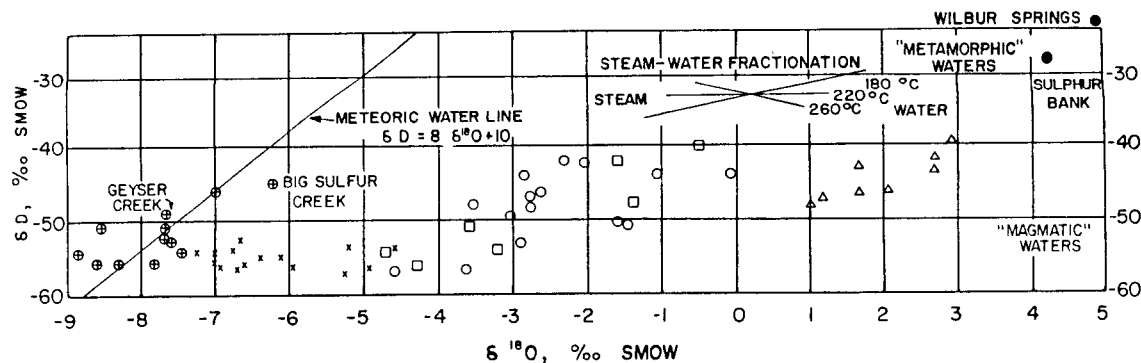 WILBUR SPRINGS
"METAMORPHIC"
WATERS
STEAM-WATER FRACTIONATION
180 °C
STEAM
220°C
260°C
WATER
SULPHUR
BANK
METEORIC WATER LINE
δ D = 8 δ¹⁸O+10
GEYSER
CREEK
BIG SULFUR
CREEK
"MAGMATIC"
WATERS
δ D, ‰ SMOW
-30
-40
-50
-60
-30
-40
-50
-60
-9 -8 -7 -6 -5 -4 -3 -2 -1 0 1 2 3 4 5
δ ¹⁸O, ‰ SMOW